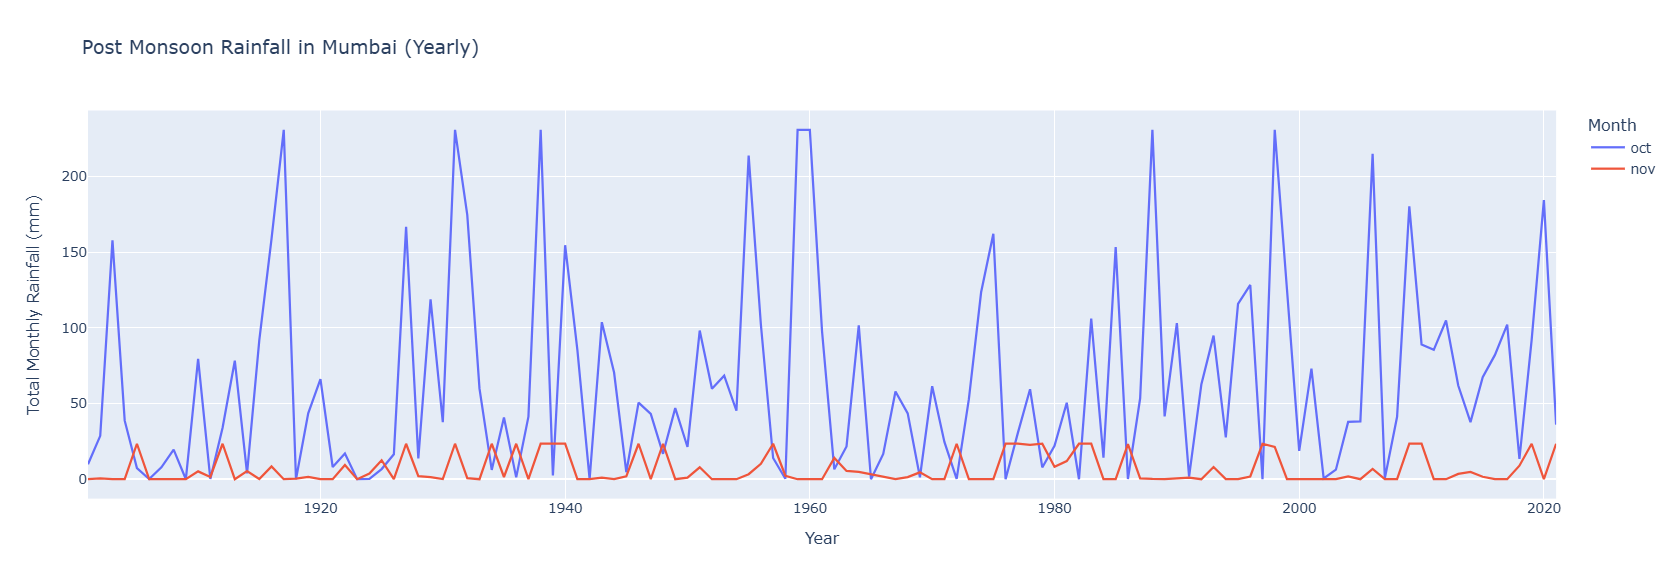 Post Monsoon Rainfall in Mumbai (Yearly)
Total Monthly Rainfall (mm)
200
150
100
50
0
1920
1940
1960
1980
2000
2020
Year
Month
oct
nov